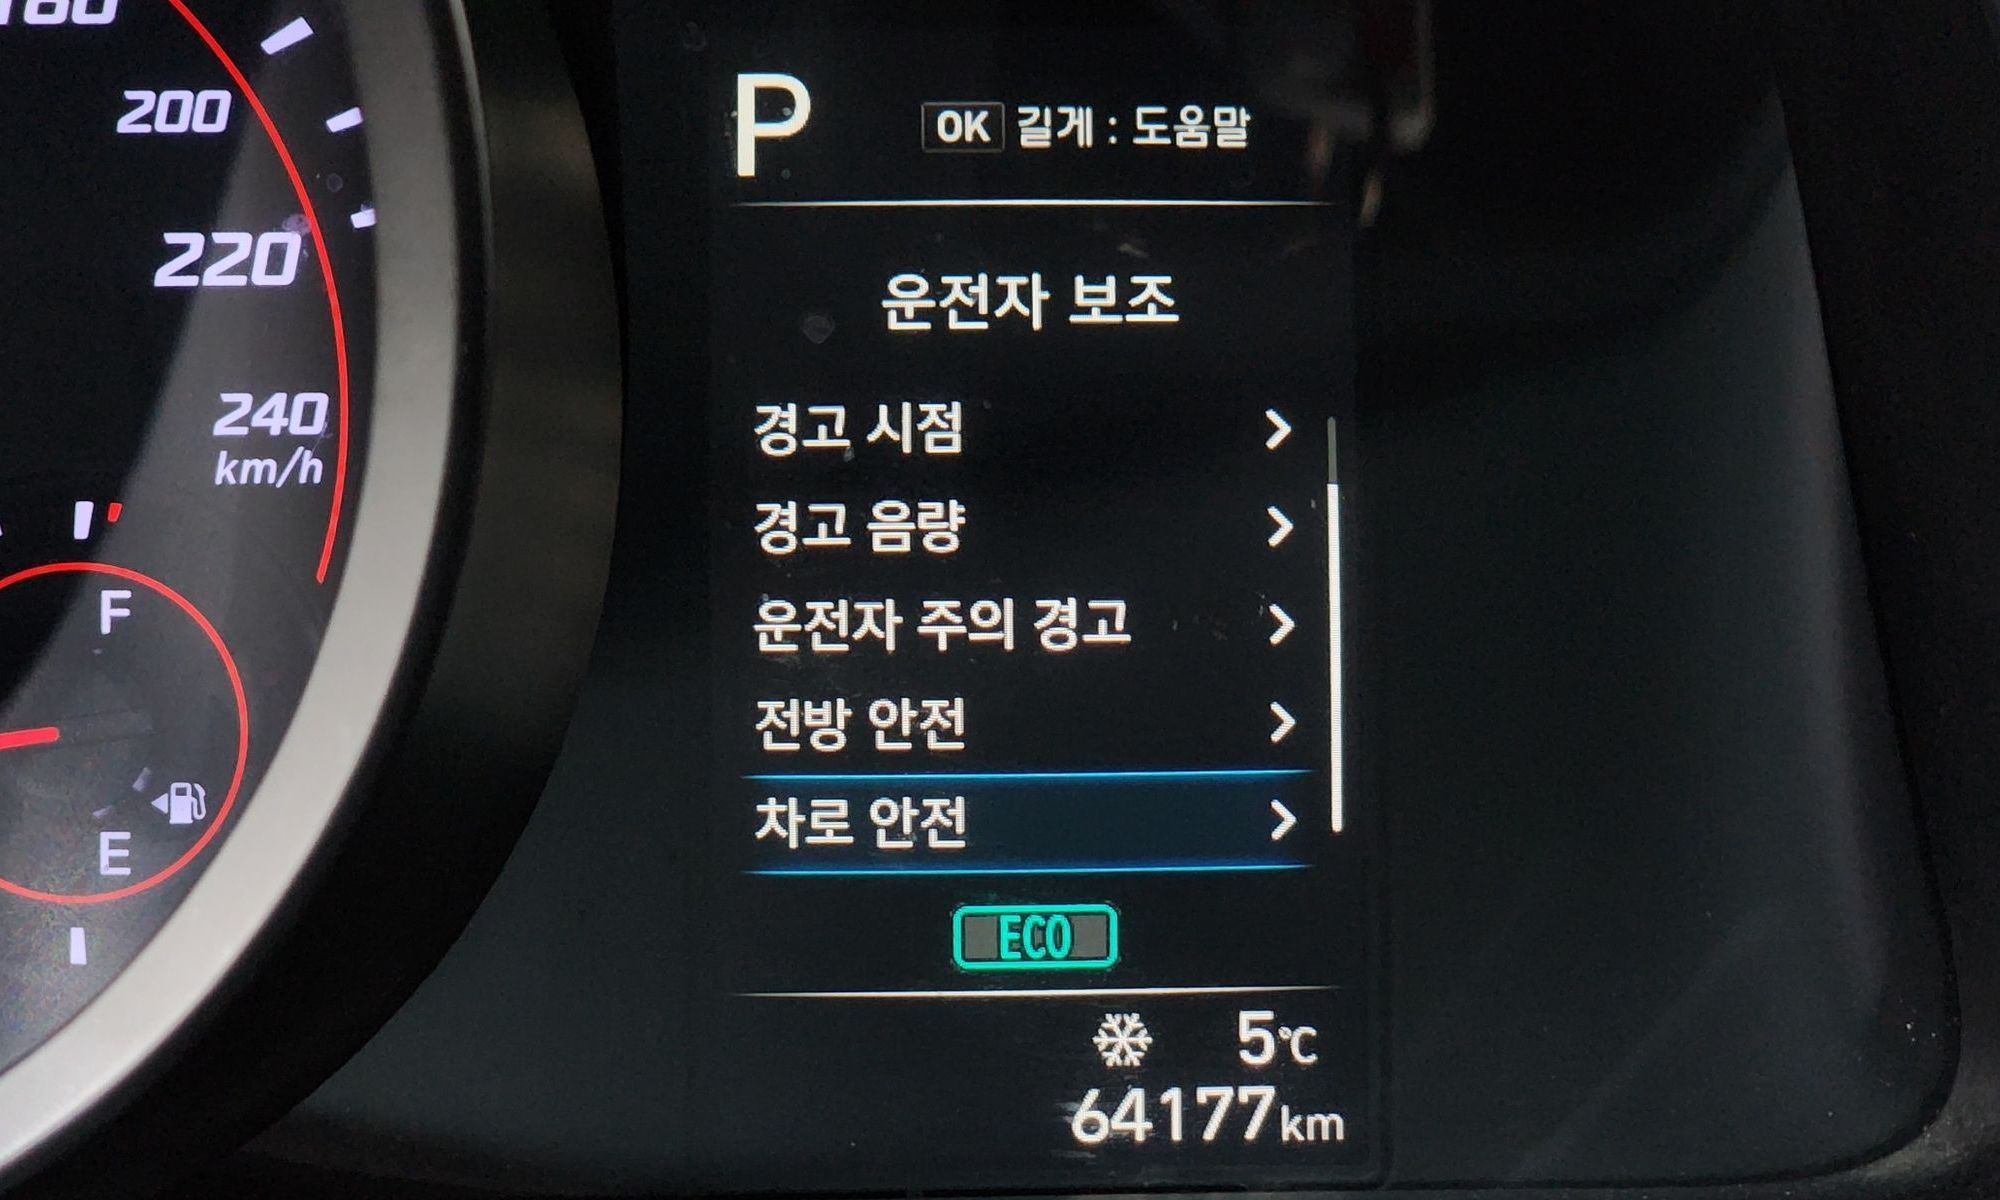 180
200
220
240
km/h
F
E
P
OK 길게 : 도움말
운전자 보조
경고 시점
경고 음량
운전자 주의 경고
전방 안전
차로 안전
ECO
5℃
64177km